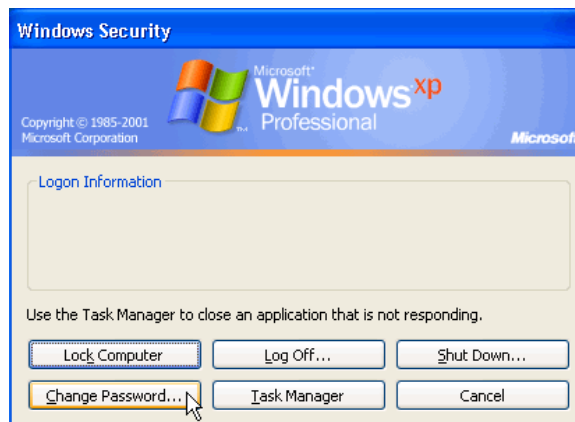 Windows Security
Microsoft
Windows xp
Professional
Copyright © 1985-2001
Microsoft Corporation
Microsoft
Logon Information
Use the Task Manager to close an application that is not responding.
Lock Computer
Log Off...
Shut Down...
Change Password...
Task Manager
Cancel